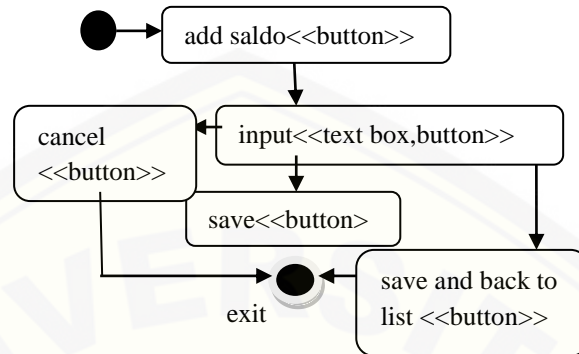 add saldo<<button>>
input<<text box,button>>
cancel
<<button>>
save<<button>
save and back to
list <<button>>
exit